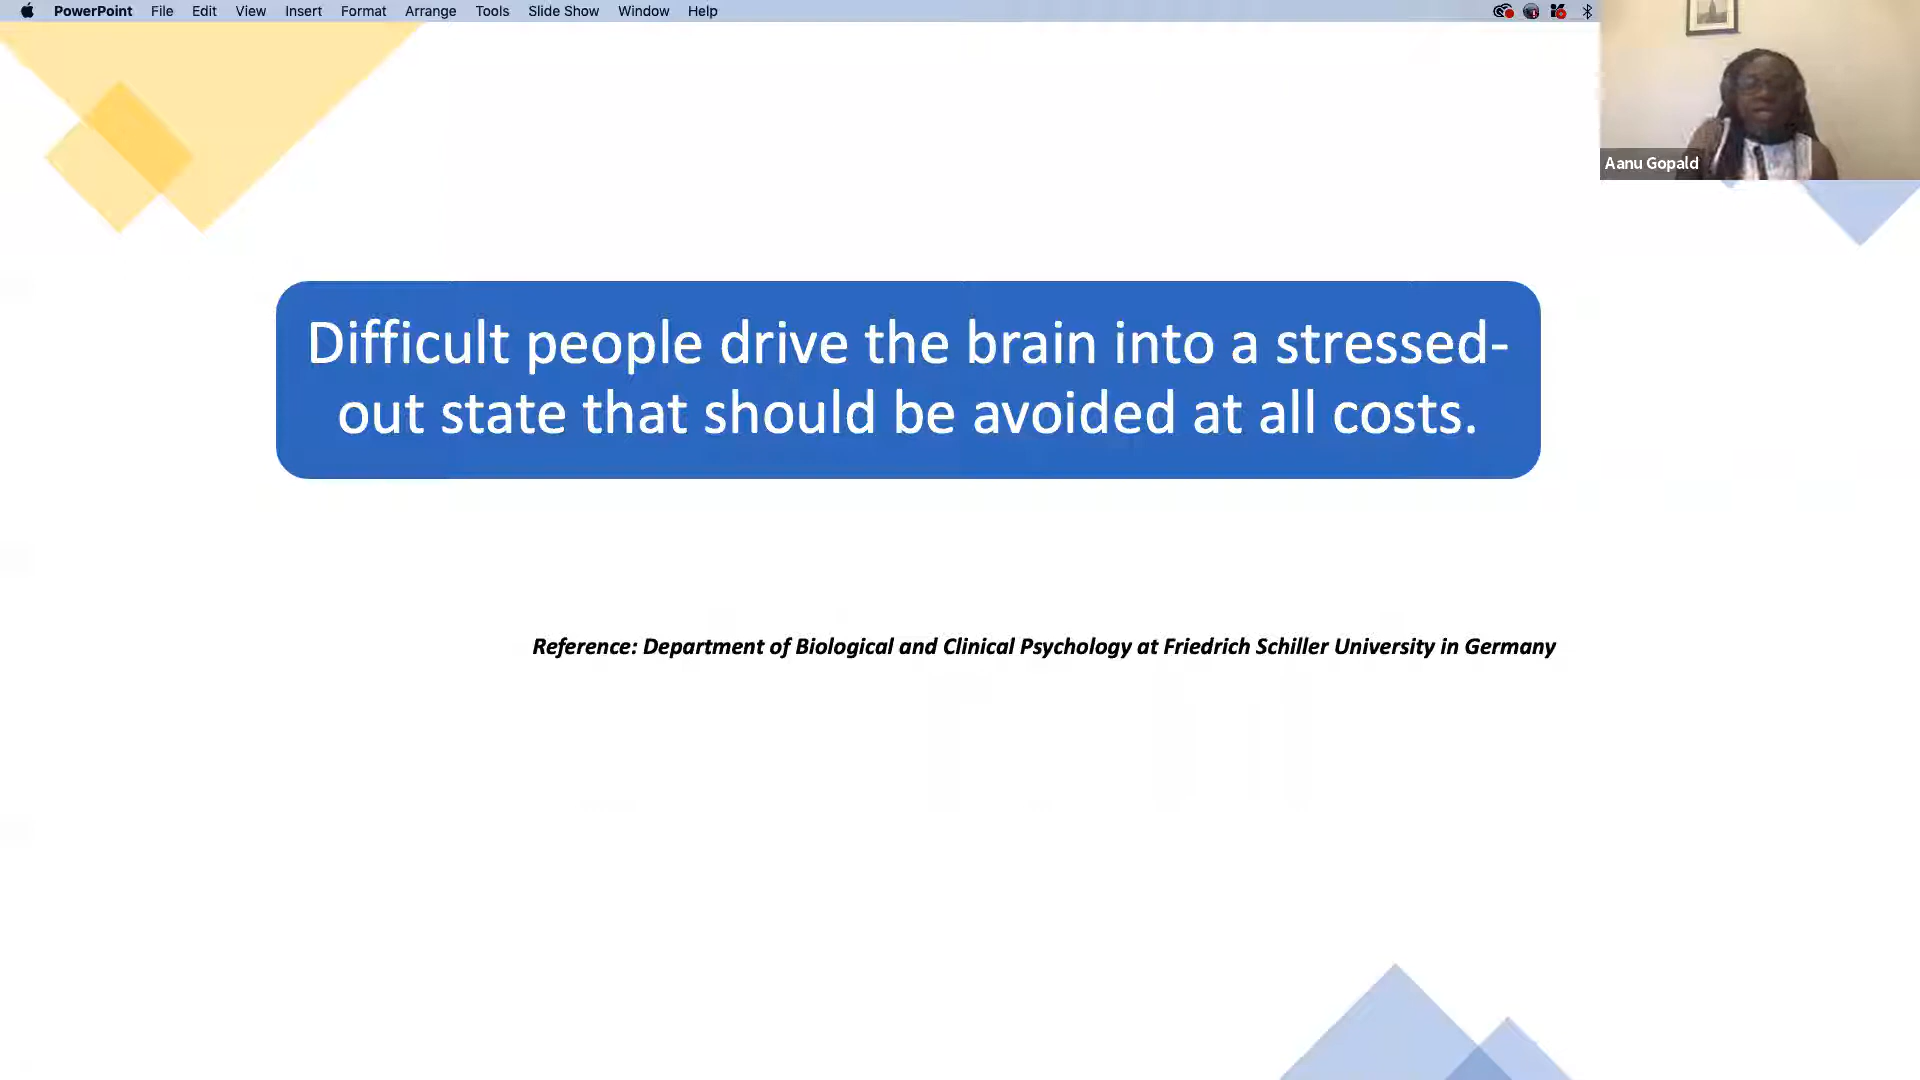 PowerPoint File Edit View Insert Format Arrange Tools Slide Show Window Help
Aanu Gopald
Difficult people drive the brain into a stressed-
out state that should be avoided at all costs.
Reference: Department of Biological and Clinical Psychology at Friedrich Schiller University in Germany